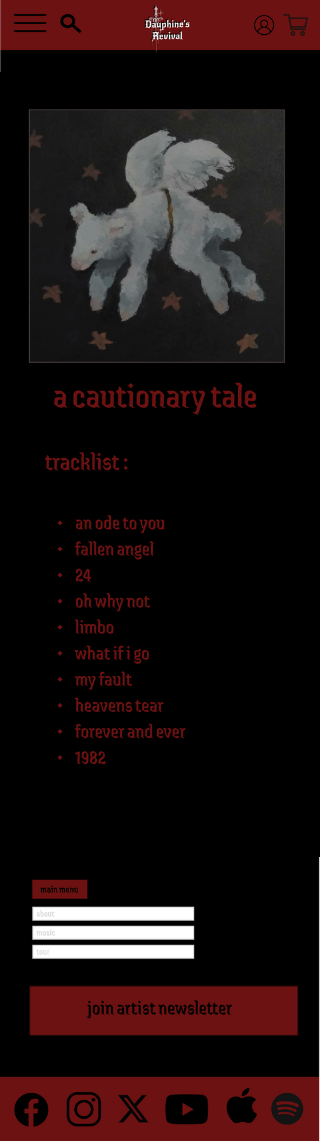 Dauphine's
Revival
a cautionary tale
tracklist :
an ode to you
fallen angel
24
oh why not
limbo
what if i go
my fault
heavens tear
forever and ever
1982
main menu
about
music
tour
join artist newsletter